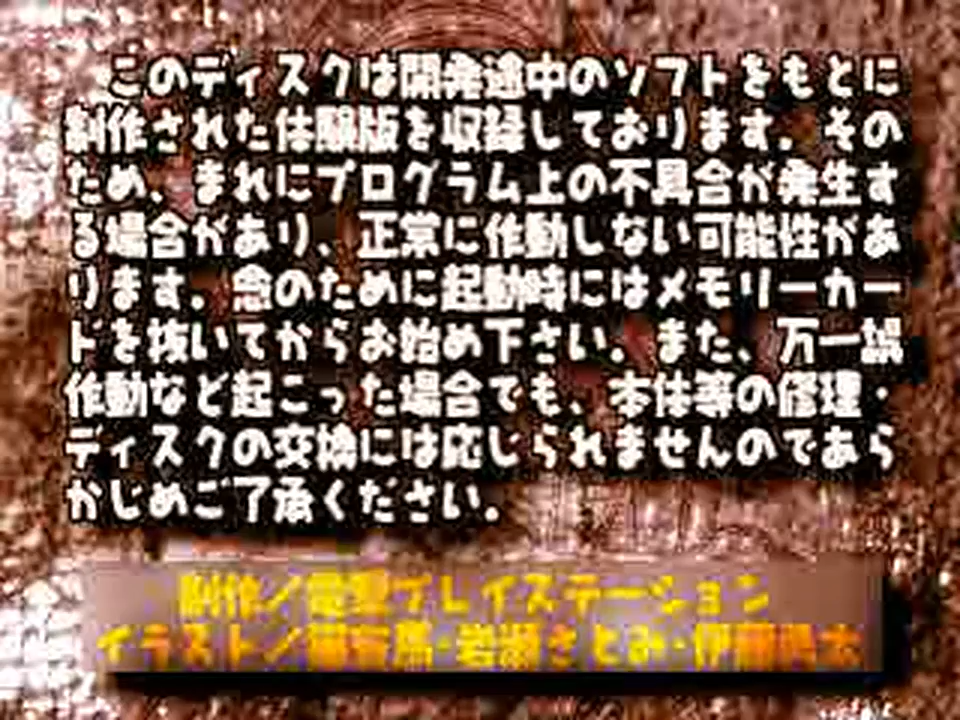 このディスクは開発途中のソフトをもとに
制作された体験版を収録しております。その
ため、まれにプログラム上の不具合が発生す
る場合があり、正常に作動しない可能性があ
ります。念のために起動時にはメモリーカー
ドを抜いてからお始め下さい。また、万一誤
作動など起こった場合でも、本体等の修理・
ディスクの交換には応じられませんのであら
かじめご了承ください。
制作／電撃プレイステーション
イラスト／ さとみ・伊藤